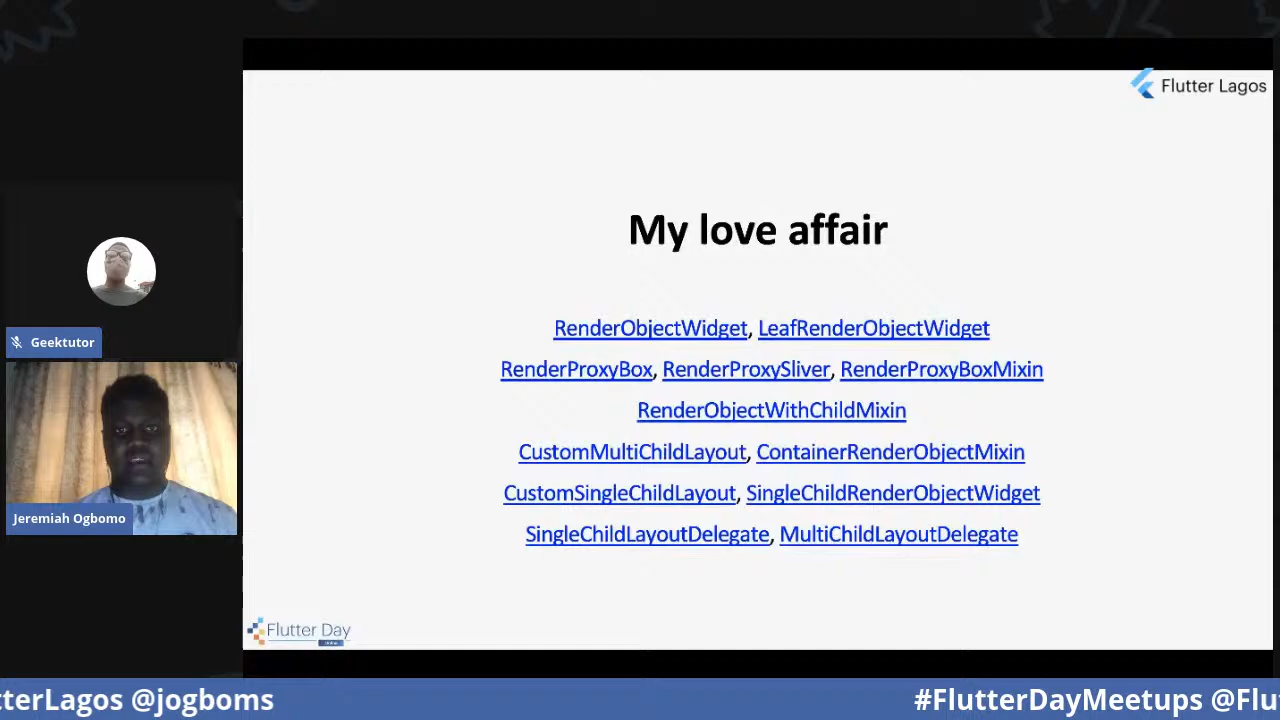 Flutter Lagos
My love affair
RenderObjectWidget, LeafRenderObjectWidget
RenderProxyBox, RenderProxySliver, RenderProxyBoxMixin
RenderObjectWithChildMixin
CustomMultiChildLayout, ContainerRenderObjectMixin
CustomSingleChildLayout, SingleChildRenderObjectWidget
SingleChildLayoutDelegate, MultiChildLayoutDelegate
Geektutor
Jeremiah Ogbomo
Flutter Day
tterLagos @jogboms
#FlutterDayMeetups @Flu